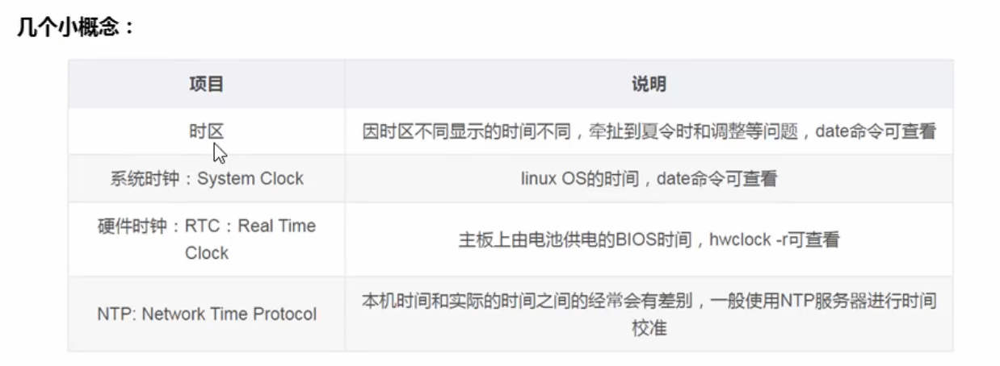 几个小概念：
项目
说明
时区
因时区不同显示的时间不同，牵扯到夏令时和调整等问题，date命令可查看
系统时钟：System Clock
linux OS的时间，date命令可查看
硬件时钟：RTC：Real Time
Clock
主板上由电池供电的BIOS时间，hwclock -r可查看
NTP: Network Time Protocol
本机时间和实际的时间之间的经常会有差别，一般使用NTP服务器进行时间
校准